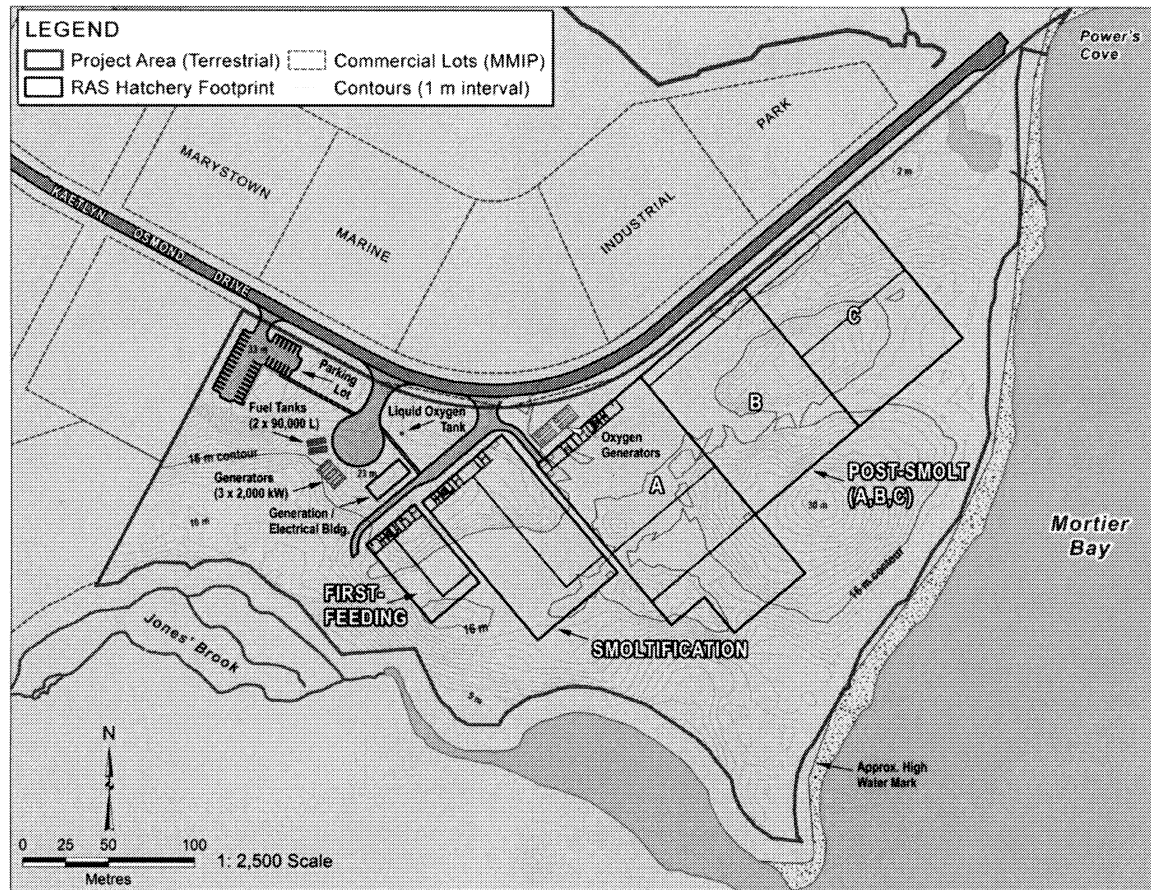 LEGEND
Project Area (Terrestrial)
Commercial Lots (MMIP)
RAS Hatchery Footprint
Contours (1 m interval)
Power's
Cove
PARK
MARYSTOWN
2 m
MARINE
INDUSTRIAL
KAETLYN OSMOND DRIVE
C
33 m
Parking
Lot
Fuel Tanks
(2 x 90,000 L)
Liquid Oxygen
Tank
B
Oxygen
Generators
16 m contour
Generators
(3 x 2,000 kW)
23 m
A
POST-SMOLT
(A,B,C)
Generation /
Electrical Bldg.
30 m
Mortier
Bay
FIRST-
FEEDING
16 m contour
16 m
SMOLTIFICATION
Jones' Brook
5 m
N
Approx. High
Water Mark
0 25 50 100
1: 2,500 Scale
Metres